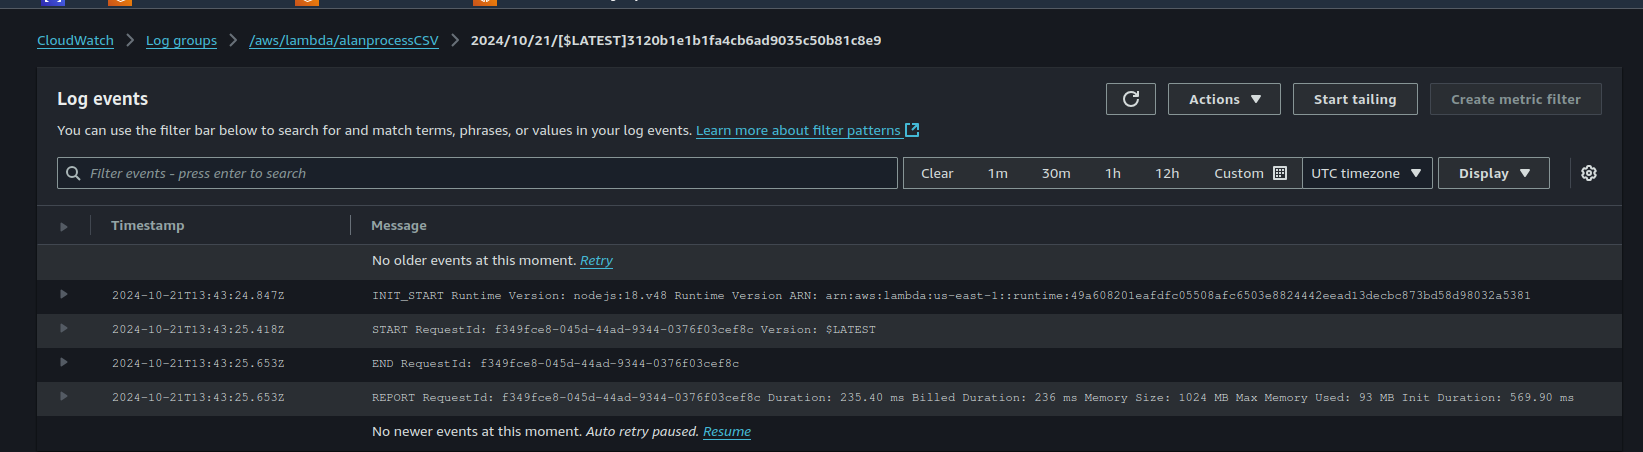 CloudWatch > Log groups > /aws/lambda/alanprocessCSV > 2024/10/21/[$LATEST]3120b1e1b1fa4cb6ad9035c50b81c8e9
Log events
Actions
Start tailing
Create metric filter
You can use the filter bar below to search for and match terms, phrases, or values in your log events. Learn more about filter patterns
Filter events - press enter to search
Clear 1m 30m 1h 12h Custom UTC timezone Display
Timestamp Message
No older events at this moment. Retry
2024-10-21T13:43:24.847Z INIT_START Runtime Version: nodejs:18.v48 Runtime Version ARN: arn:aws:lambda:us-east-1::runtime:49a608201eafdfc05508afc6503e8824442eead13decbc873bd58d98032a5381
2024-10-21T13:43:25.418Z START RequestId: f349fce8-045d-44ad-9344-0376f03cef8c Version: $LATEST
2024-10-21T13:43:25.653Z END RequestId: f349fce8-045d-44ad-9344-0376f03cef8c
2024-10-21T13:43:25.653Z REPORT RequestId: f349fce8-045d-44ad-9344-0376f03cef8c Duration: 235.40 ms Billed Duration: 236 ms Memory Size: 1024 MB Max Memory Used: 93 MB Init Duration: 569.90 ms
No newer events at this moment. Auto retry paused. Resume